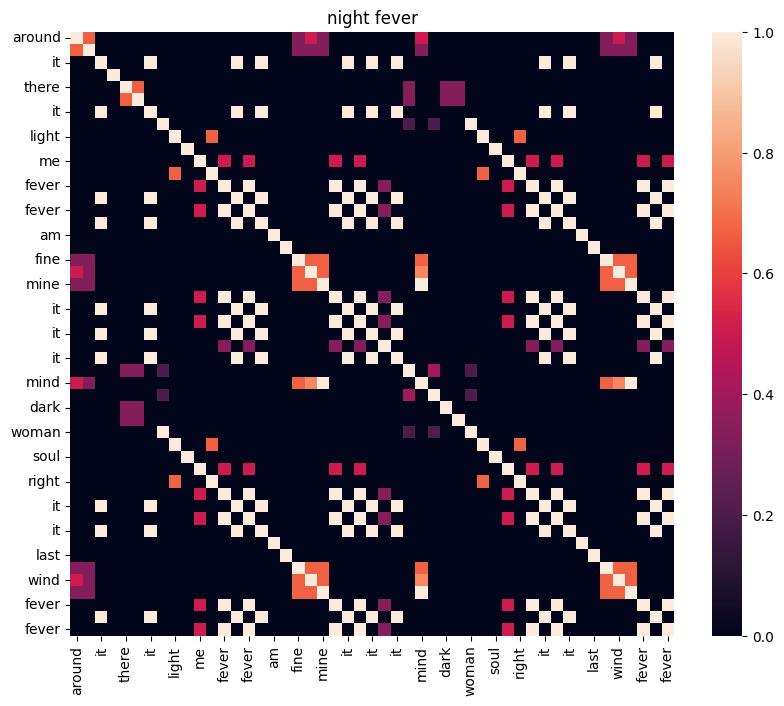 night fever
around
it
there
it
light
me
fever
fever
am
fine
mine
it
it
it
mind
dark
woman
soul
right
it
it
last
wind
fever
fever
around
it
there
it
light
me
fever
fever
am
fine
mine
it
it
it
mind
dark
woman
soul
right
it
it
last
wind
fever
fever
1.0
0.8
0.6
0.4
0.2
0.0